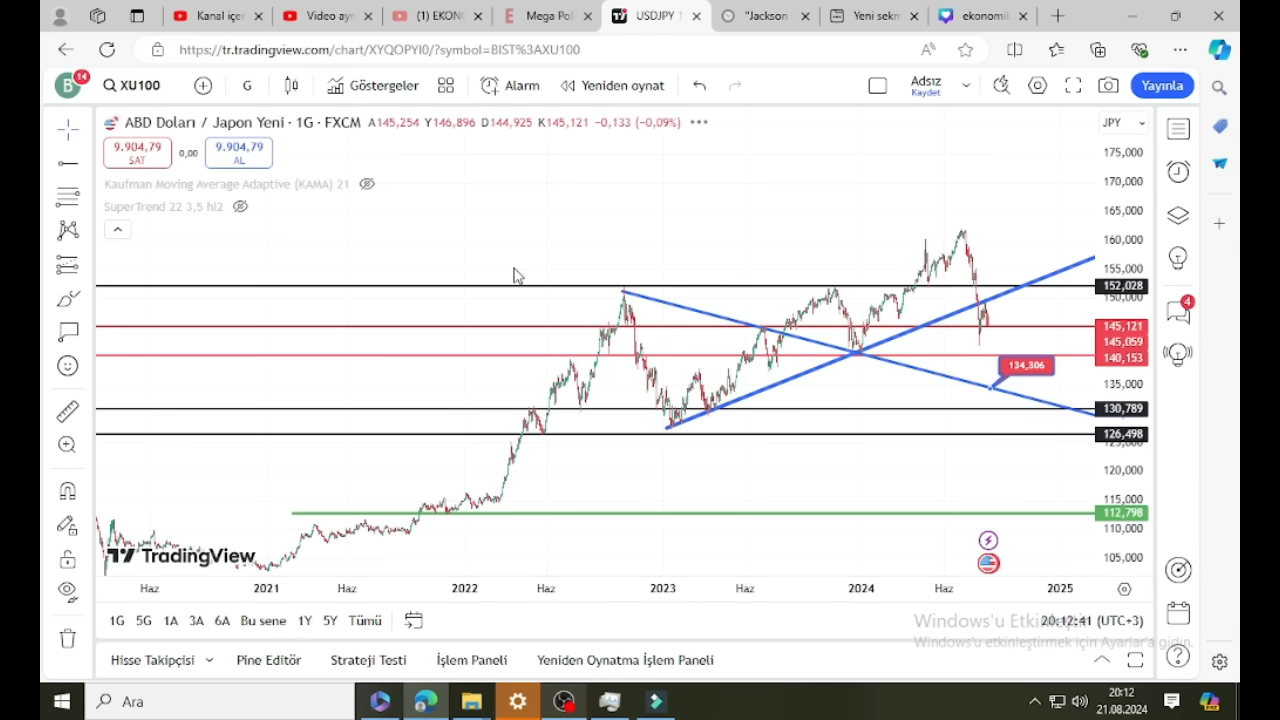 Kanal içe
Video ayr
(1) EKONO
Mega Pol
USDJPY 1
"Jackson
Yeni sekm
ekonomib
https://tr.tradingview.com/chart/XYQOPYI0/?symbol=BIST%3AXU100
B 14
XU100
G
Göstergeler
Alarm
Yeniden oynat
Adsız
Kaydet
Yayınla
ABD Doları / Japon Yeni · 1G · FXCM A145,254 Y146,896 D144,925 K145,121 −0,133 (−0,09%)
JPY
9.904,79
SAT
0,00
9.904,79
AL
Kaufman Moving Average Adaptive (KAMA) 21
SuperTrend 22 3,5 hl2
175,000
170,000
165,000
160,000
155,000
152,028
150,000
145,121
145,059
140,153
134,306
135,000
130,789
126,498
120,000
115,000
112,798
110,000
105,000
4
TradingView
Haz
2021
Haz
2022
Haz
2023
Haz
2024
Haz
2025
1G 5G 1A 3A 6A Bu sene 1Y 5Y Tümü
20:12:41 (UTC+3)
Windows'u Etkinleştir
Windows'u etkinleştirmek için Ayarlar'a gidin.
Hisse Takipçisi
Pine Editör
Strateji Testi
İşlem Paneli
Yeniden Oynatma İşlem Paneli
Ara
20:12
21.08.2024